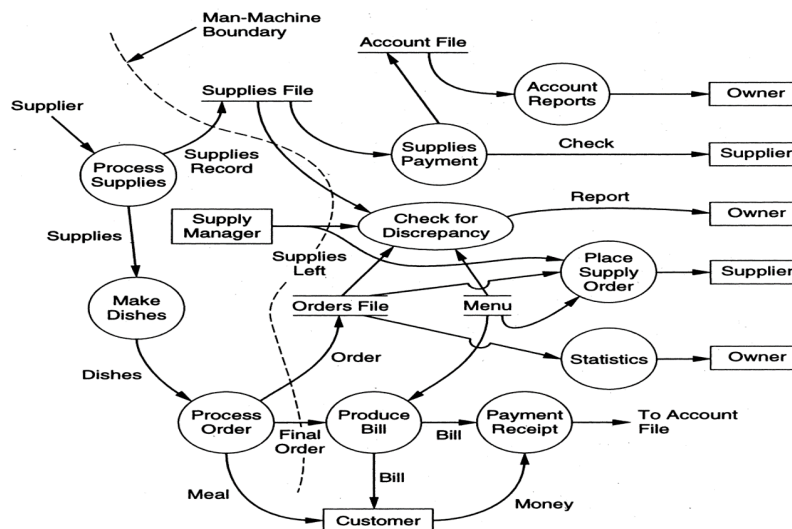 Man-Machine
Boundary
Account File
Supplies File
Account
Reports
Owner
Supplier
Process
Supplies
Supplies
Record
Supplies
Payment
Check
Supplier
Supply
Manager
Check for
Discrepancy
Report
Owner
Supplies
Supplies
Left
Place
Supply
Order
Supplier
Make
Dishes
Orders File
Menu
Order
Statistics
Owner
Dishes
Process
Order
Final
Order
Produce
Bill
Bill
Payment
Receipt
To Account
File
Meal
Bill
Money
Customer